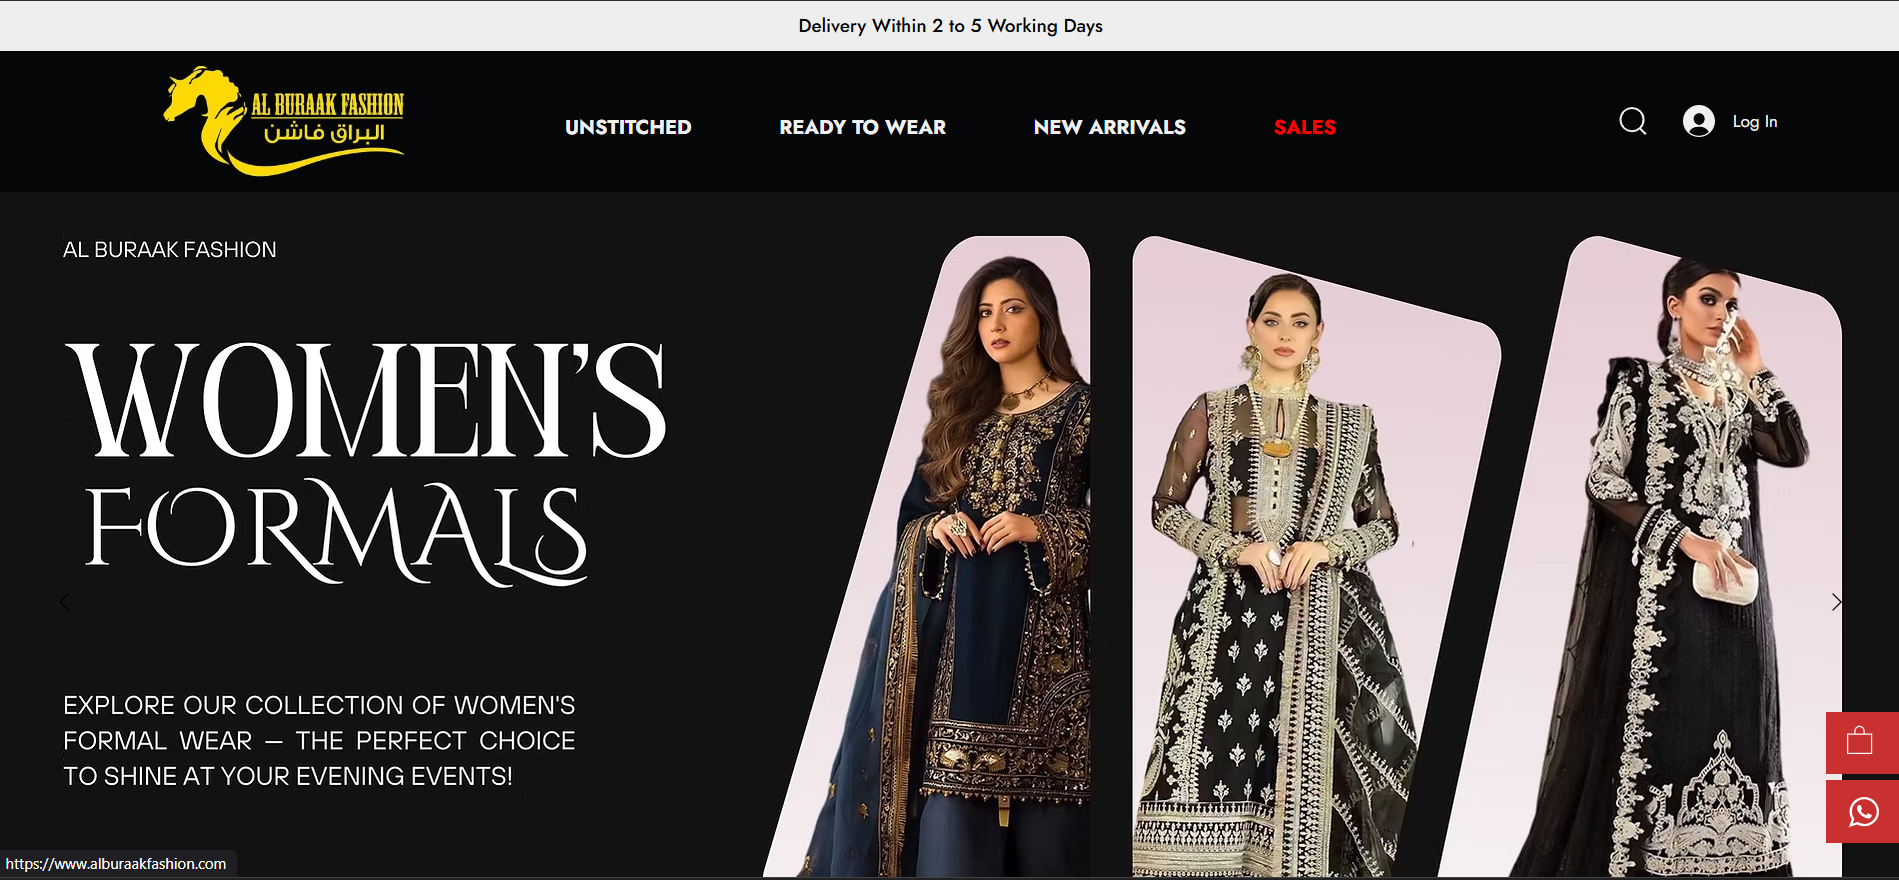 Delivery Within 2 to 5 Working Days
AL BURAAK FASHION
البراق فاشن
UNSTITCHED
READY TO WEAR
NEW ARRIVALS
SALES
Log In
AL BURAAK FASHION
WOMEN'S
FORMALS
EXPLORE OUR COLLECTION OF WOMEN'S
FORMAL WEAR – THE PERFECT CHOICE
TO SHINE AT YOUR EVENING EVENTS!
https://www.alburaakfashion.com